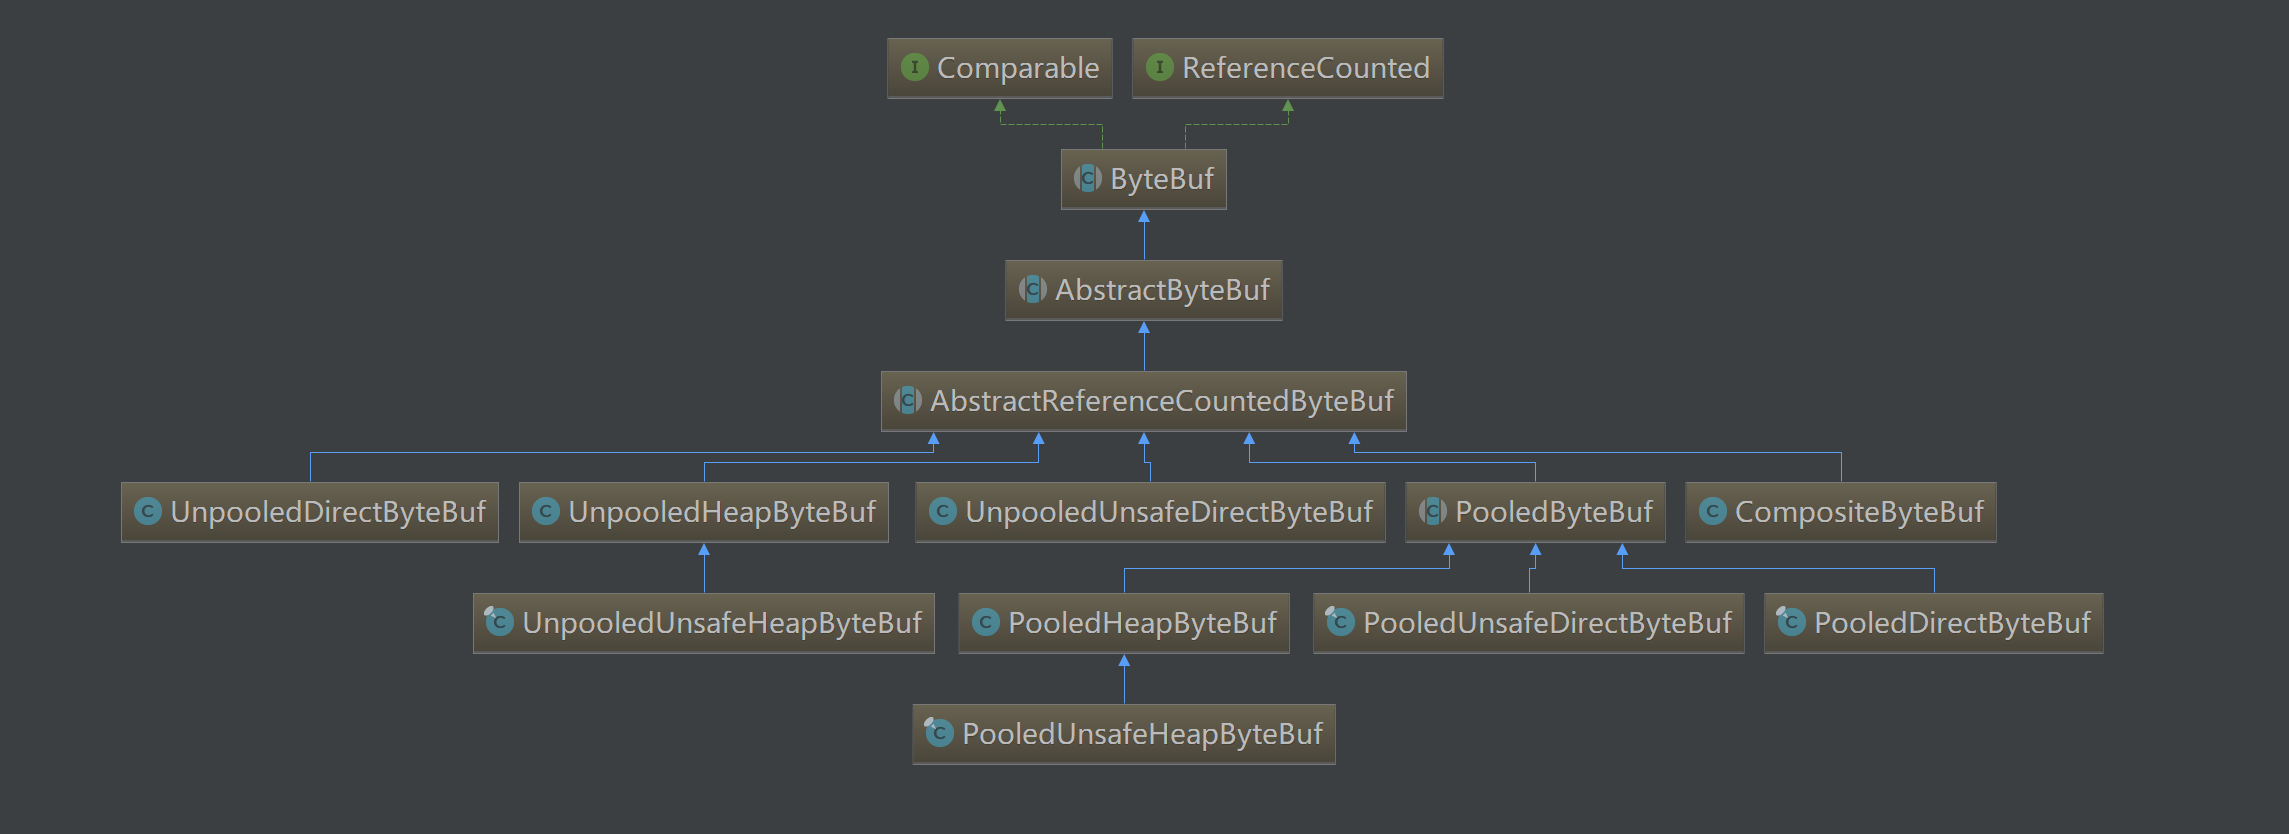 Comparable
ReferenceCounted
ByteBuf
AbstractByteBuf
AbstractReferenceCountedByteBuf
UnpooledDirectByteBuf
UnpooledHeapByteBuf
UnpooledUnsafeDirectByteBuf
PooledByteBuf
CompositeByteBuf
UnpooledUnsafeHeapByteBuf
PooledHeapByteBuf
PooledUnsafeDirectByteBuf
PooledDirectByteBuf
PooledUnsafeHeapByteBuf